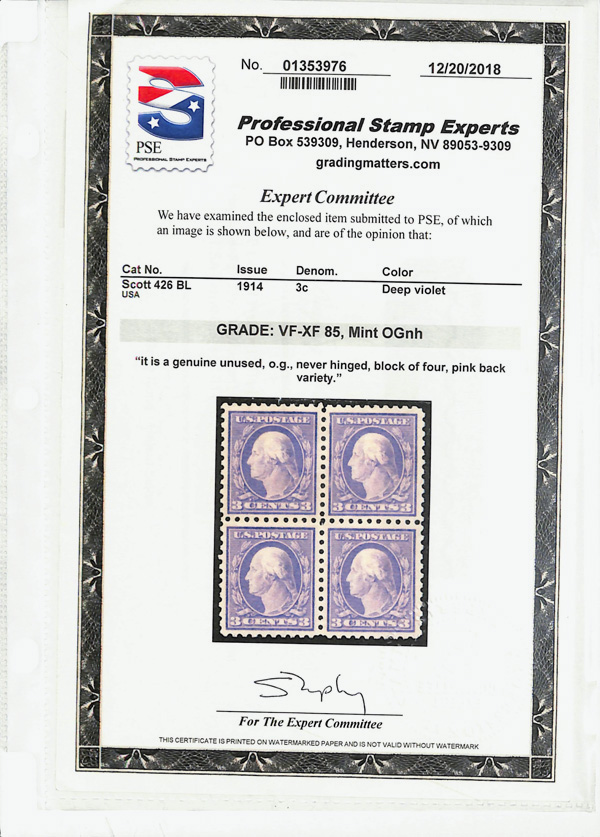 No. 01353976
12/20/2018
PSE
PROFESSIONAL STAMP EXPERTS
Professional Stamp Experts
PO Box 539309, Henderson, NV 89053-9309
gradingmatters.com
Expert Committee
We have examined the enclosed item submitted to PSE, of which
an image is shown below, and are of the opinion that:
Cat No. Issue Denom. Color
Scott 426 BL 1914 3c Deep violet
USA
GRADE: VF-XF 85, Mint OGnh
“it is a genuine unused, o.g., never hinged, block of four, pink back
variety.”
U.S. POSTAGE U.S. POSTAGE
3 CENTS 3 3 CENTS 3
U.S. POSTAGE U.S. POSTAGE
3 CENTS 3 3 CENTS 3
For The Expert Committee
THIS CERTIFICATE IS PRINTED ON WATERMARKED PAPER AND IS NOT VALID WITHOUT WATERMARK